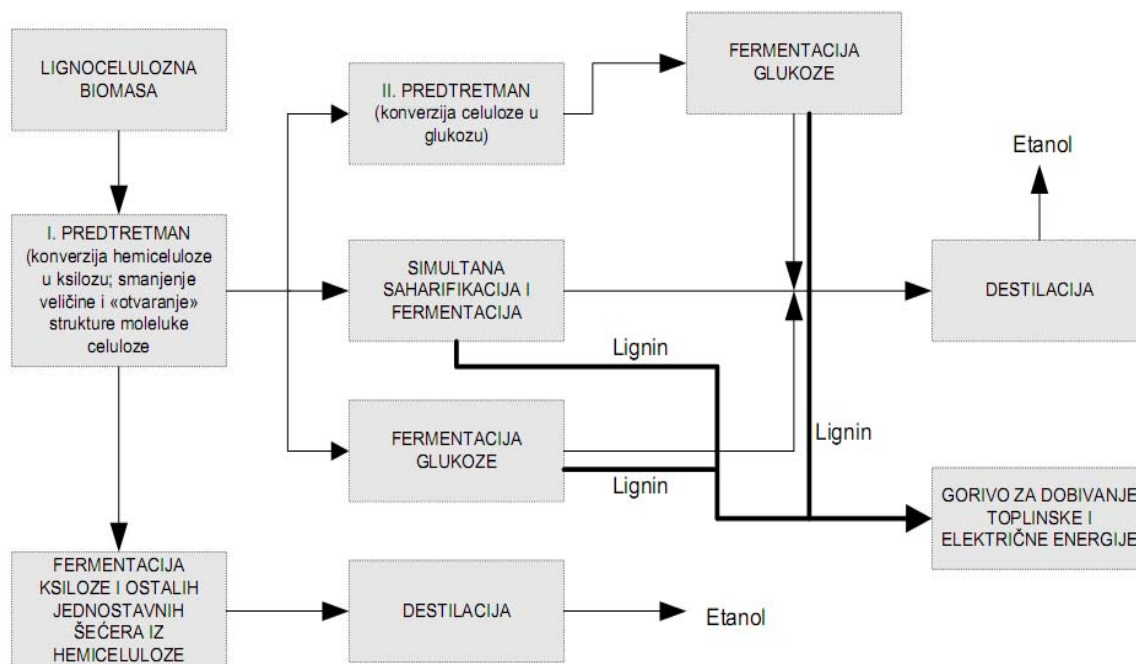 LIGNOCELULOZNA
BIOMASA
I. PREDTRETMAN
(konverzija hemiceluloze
u ksilozu; smanjenje
veličine i «otvaranje»
strukture moleluke
celuloze
FERMENTACIJA
KSILOZE I OSTALIH
JEDNOSTAVNIH
ŠEĆERA IZ
HEMICELULOZE
II. PREDTRETMAN
(konverzija celuloze u
glukozu)
SIMULTANA
SAHARIFIKACIJA I
FERMENTACIJA
Lignin
FERMENTACIJA
GLUKOZE
Lignin
DESTILACIJA
Etanol
FERMENTACIJA
GLUKOZE
Lignin
Etanol
DESTILACIJA
GORIVO ZA DOBIVANJE
TOPLINSKE I
ELEKTRIČNE ENERGIJE